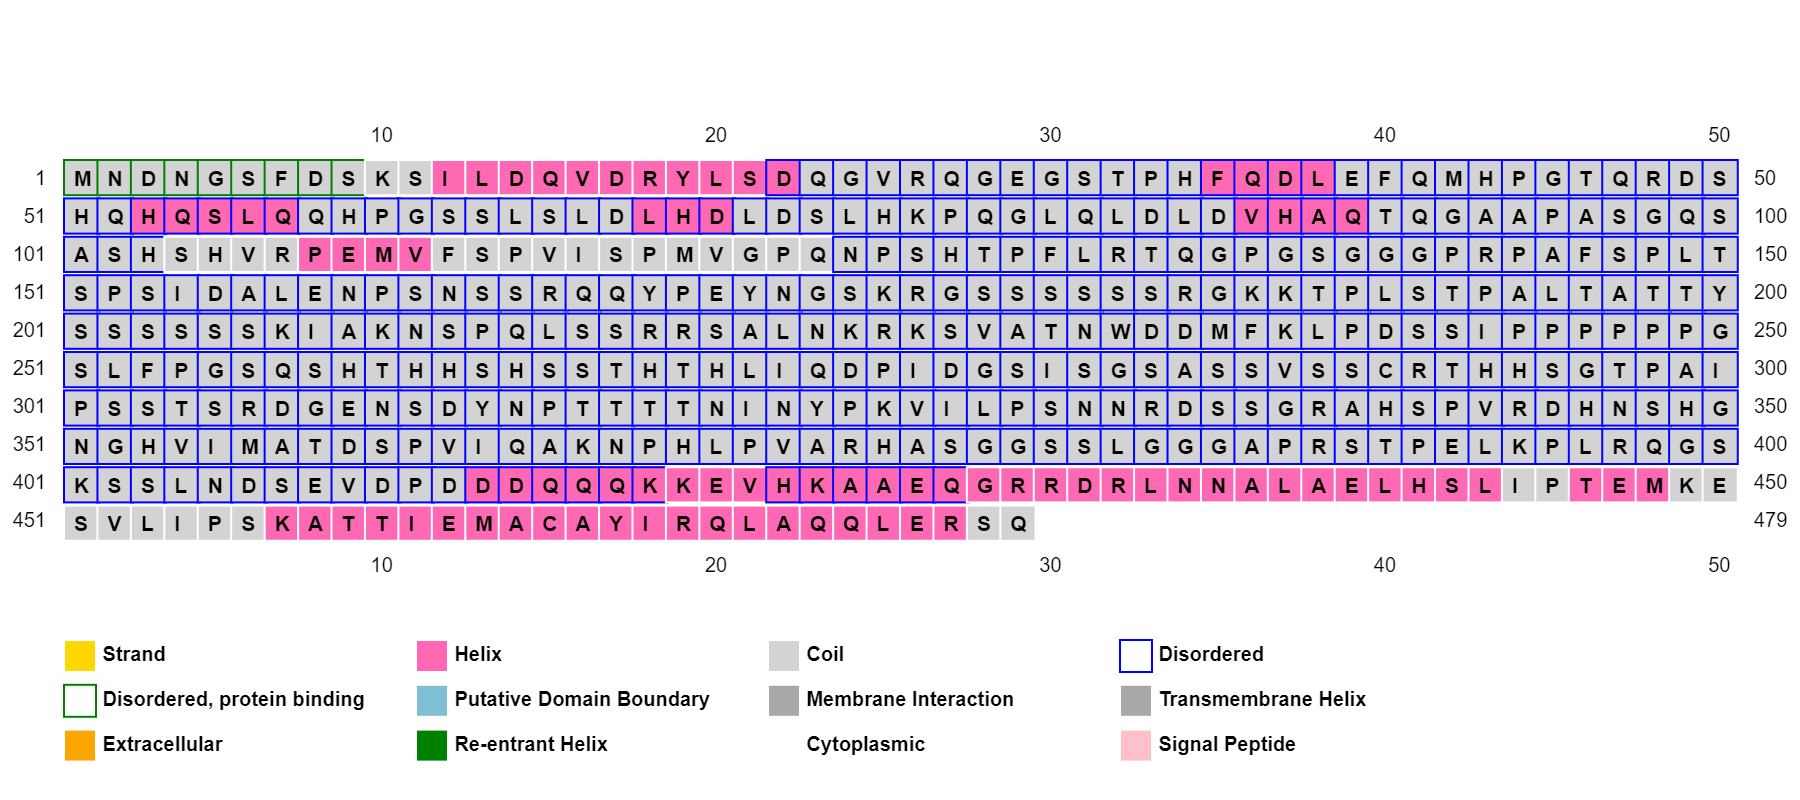 10 20 30 40 50
1 M N D N G S F D S K S I L D Q V D R Y L S D Q G V R Q G E G S T P H F Q D L E F Q M H P G T Q R D S 50
51 H Q H Q S L Q Q H P G S S L S L D L H D L D S L H K P Q G L Q L D L D V H A Q T Q G A A P A S G Q S 100
101 A S H S H V R P E M V F S P V I S P M V G P Q N P S H T P F L R T Q G P G S G G G P R P A F S P L T 150
151 S P S I D A L E N P S N S S R Q Q Y P E Y N G S K R G S S S S S S R G K K T P L S T P A L T A T T Y 200
201 S S S S S S K I A K N S P Q L S S R R S A L N K R K S V A T N W D D M F K L P D S S I P P P P P P G 250
251 S L F P G S Q S H T H H S H S S T H T H L I Q D P I D G S I S G S A S S V S S C R T H H S G T P A I 300
301 P S S T S R D G E N S D Y N P T T T T N I N Y P K V I L P S N N R D S S G R A H S P V R D H N S H G 350
351 N G H V I M A T D S P V I Q A K N P H L P V A R H A S G G S S L G G G A P R S T P E L K P L R Q G S 400
401 K S S L N D S E V D P D D D Q Q Q K K E V H K A A E Q G R R D R L N N A L A E L H S L I P T E M K E 450
451 S V L I P S K A T T I E M A C A Y I R Q L A Q Q L E R S Q 479
10 20 30 40 50
Strand Helix Coil Disordered
Disordered, protein binding Putative Domain Boundary Membrane Interaction Transmembrane Helix
Extracellular Re-entrant Helix Cytoplasmic Signal Peptide